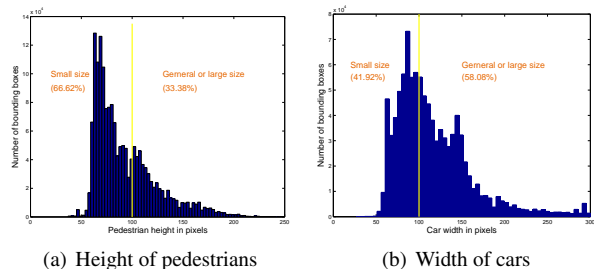 x 10⁴
14
12
10
8
6
4
2
0
Number of bounding boxes
Small size
(66.62%)
Gerneral or large size
(33.38%)
0 50 100 150 200 250
Pedestrian height in pixels
(a) Height of pedestrians
x 10⁴
8
7
6
5
4
3
2
1
0
Number of bounding boxes
Small size
(41.92%)
Gerneral or large size
(58.08%)
0 50 100 150 200 250 300
Car width in pixels
(b) Width of cars